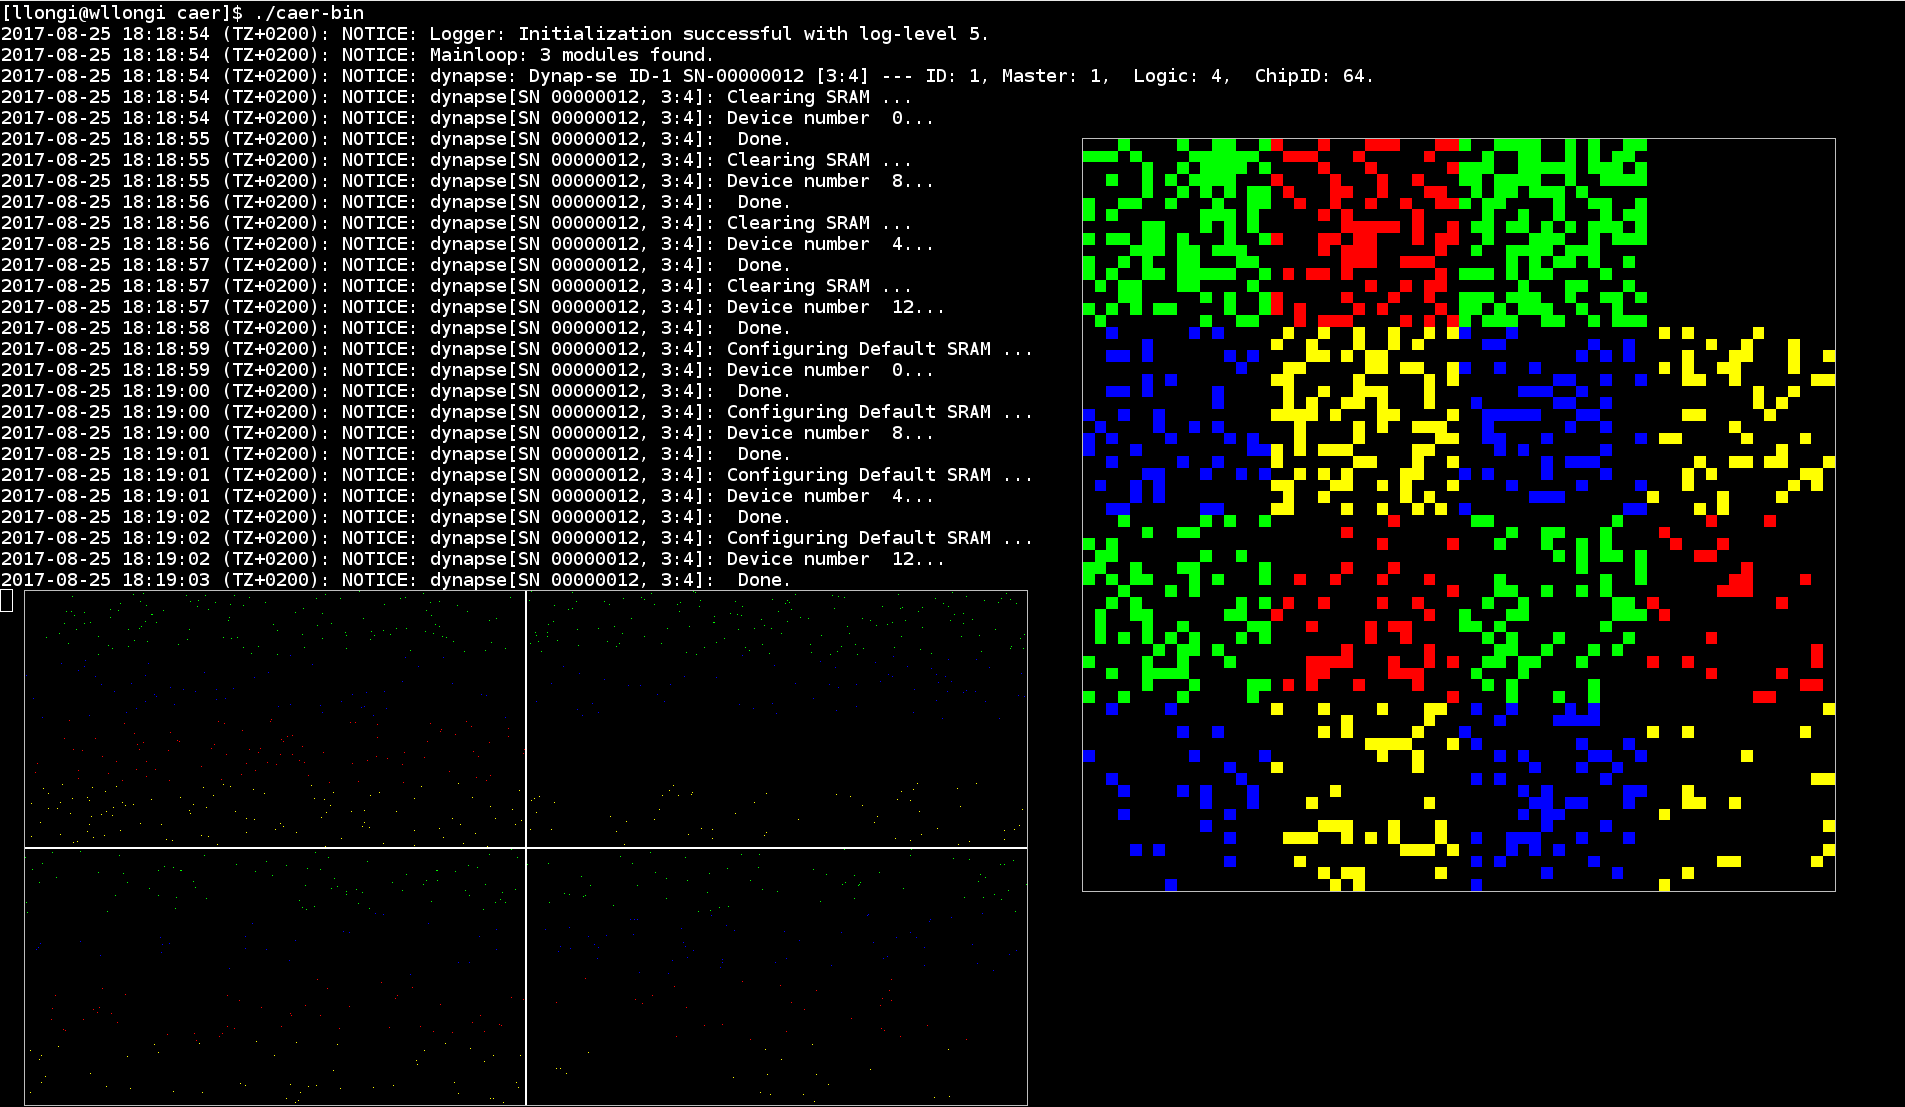 [llongi@wllongi caer]$ ./caer-bin
2017-08-25 18:18:54 (TZ+0200): NOTICE: Logger: Initialization successful with log-level 5.
2017-08-25 18:18:54 (TZ+0200): NOTICE: Mainloop: 3 modules found.
2017-08-25 18:18:54 (TZ+0200): NOTICE: dynapse: Dynap-se ID-1 SN-00000012 [3:4] --- ID: 1, Master: 1,  Logic: 4,  ChipID: 64.
2017-08-25 18:18:54 (TZ+0200): NOTICE: dynapse[SN 00000012, 3:4]: Clearing SRAM ...
2017-08-25 18:18:54 (TZ+0200): NOTICE: dynapse[SN 00000012, 3:4]: Device number  0...
2017-08-25 18:18:55 (TZ+0200): NOTICE: dynapse[SN 00000012, 3:4]:  Done.
2017-08-25 18:18:55 (TZ+0200): NOTICE: dynapse[SN 00000012, 3:4]: Clearing SRAM ...
2017-08-25 18:18:55 (TZ+0200): NOTICE: dynapse[SN 00000012, 3:4]: Device number  8...
2017-08-25 18:18:56 (TZ+0200): NOTICE: dynapse[SN 00000012, 3:4]:  Done.
2017-08-25 18:18:56 (TZ+0200): NOTICE: dynapse[SN 00000012, 3:4]: Clearing SRAM ...
2017-08-25 18:18:56 (TZ+0200): NOTICE: dynapse[SN 00000012, 3:4]: Device number  4...
2017-08-25 18:18:57 (TZ+0200): NOTICE: dynapse[SN 00000012, 3:4]:  Done.
2017-08-25 18:18:57 (TZ+0200): NOTICE: dynapse[SN 00000012, 3:4]: Clearing SRAM ...
2017-08-25 18:18:57 (TZ+0200): NOTICE: dynapse[SN 00000012, 3:4]: Device number  12...
2017-08-25 18:18:58 (TZ+0200): NOTICE: dynapse[SN 00000012, 3:4]:  Done.
2017-08-25 18:18:59 (TZ+0200): NOTICE: dynapse[SN 00000012, 3:4]: Configuring Default SRAM ...
2017-08-25 18:18:59 (TZ+0200): NOTICE: dynapse[SN 00000012, 3:4]: Device number  0...
2017-08-25 18:19:00 (TZ+0200): NOTICE: dynapse[SN 00000012, 3:4]:  Done.
2017-08-25 18:19:00 (TZ+0200): NOTICE: dynapse[SN 00000012, 3:4]: Configuring Default SRAM ...
2017-08-25 18:19:00 (TZ+0200): NOTICE: dynapse[SN 00000012, 3:4]: Device number  8...
2017-08-25 18:19:01 (TZ+0200): NOTICE: dynapse[SN 00000012, 3:4]:  Done.
2017-08-25 18:19:01 (TZ+0200): NOTICE: dynapse[SN 00000012, 3:4]: Configuring Default SRAM ...
2017-08-25 18:19:01 (TZ+0200): NOTICE: dynapse[SN 00000012, 3:4]: Device number  4...
2017-08-25 18:19:02 (TZ+0200): NOTICE: dynapse[SN 00000012, 3:4]:  Done.
2017-08-25 18:19:02 (TZ+0200): NOTICE: dynapse[SN 00000012, 3:4]: Configuring Default SRAM ...
2017-08-25 18:19:02 (TZ+0200): NOTICE: dynapse[SN 00000012, 3:4]: Device number  12...
2017-08-25 18:19:03 (TZ+0200): NOTICE: dynapse[SN 00000012, 3:4]:  Done.